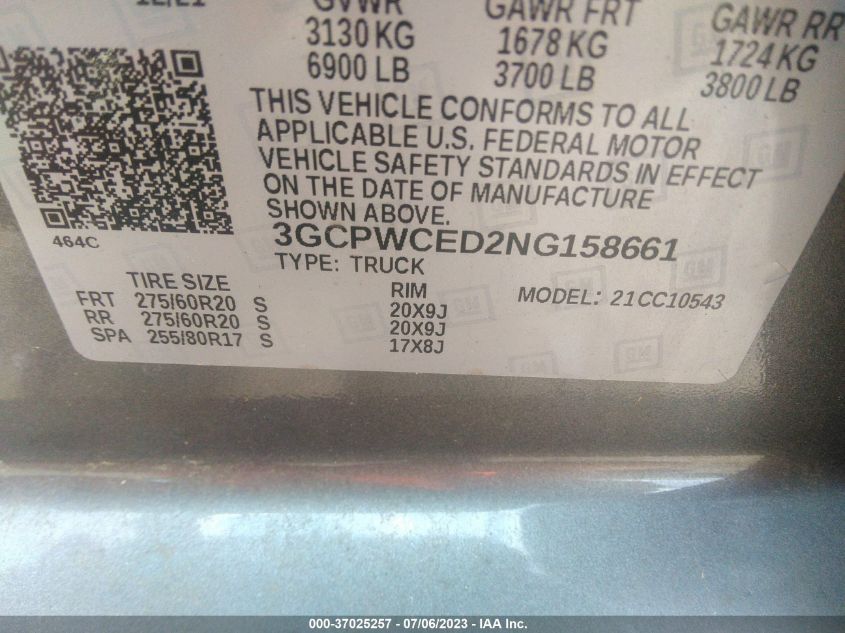 12/21 GVWR GAWR FRT GAWR RR
3130 KG 1678 KG 1724 KG
6900 LB 3700 LB 3800 LB
THIS VEHICLE CONFORMS TO ALL
APPLICABLE U.S. FEDERAL MOTOR
VEHICLE SAFETY STANDARDS IN EFFECT
ON THE DATE OF MANUFACTURE
SHOWN ABOVE.
464C
3GCPWCED2NG158661
TYPE: TRUCK
TIRE SIZE RIM MODEL: 21CC10543
FRT 275/60R20 S 20X9J
RR 275/60R20 S 20X9J
SPA 255/80R17 S 17X8J
000-37025257 - 07/06/2023 - IAA Inc.